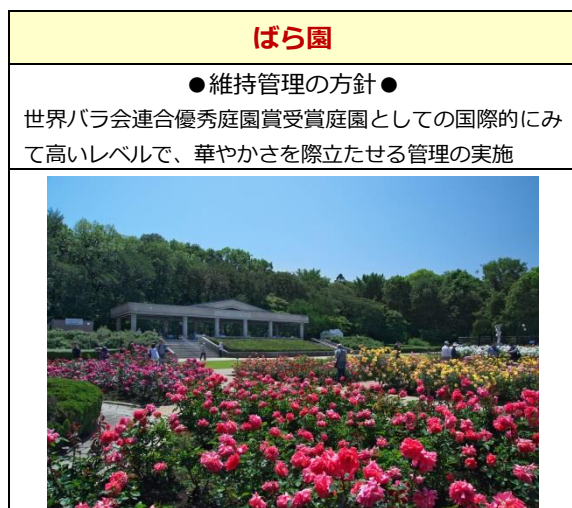 ばら園
●維持管理の方針●
世界バラ会連合優秀庭園賞受賞庭園としての国際的にみ
て高いレベルで、華やかさを際立たせる管理の実施